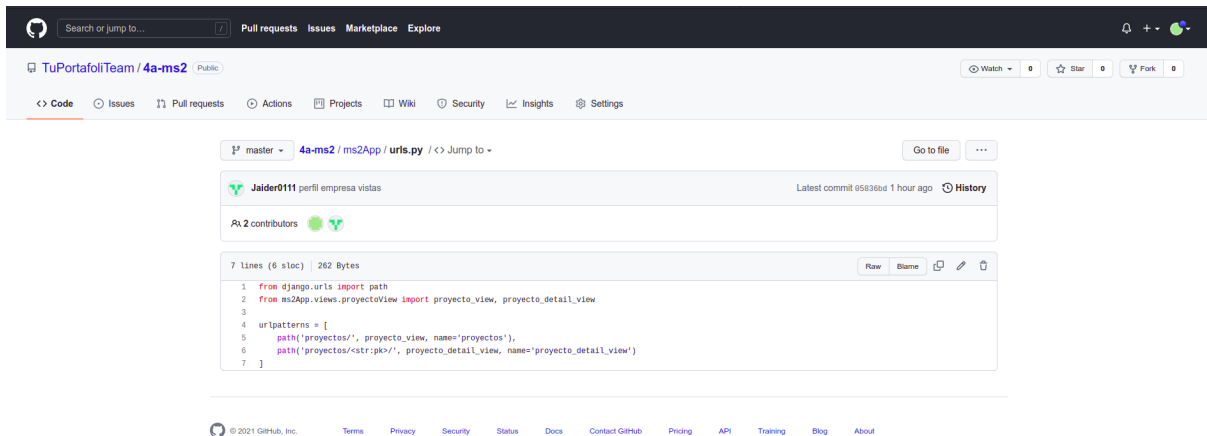 Search or jump to... / Pull requests Issues Marketplace Explore
TuPortafoliTeam / 4a-ms2 Public Watch 0 Star 0 Fork 0
<> Code Issues Pull requests Actions Projects Wiki Security Insights Settings
master 4a-ms2 / ms2App / urls.py / <> Jump to Go to file ...
Jaider0111 perfil empresa vistas Latest commit 05836bd 1 hour ago History
2 contributors
7 lines (6 sloc) 262 Bytes Raw Blame
1 from django.urls import path
2 from ms2App.views.proyectoView import proyecto_view, proyecto_detail_view
3
4 urlpatterns = [
5     path('proyectos/', proyecto_view, name='proyectos'),
6     path('proyectos/<str:pk>/', proyecto_detail_view, name='proyecto_detail_view')
7 ]
© 2021 GitHub, Inc. Terms Privacy Security Status Docs Contact GitHub Pricing API Training Blog About